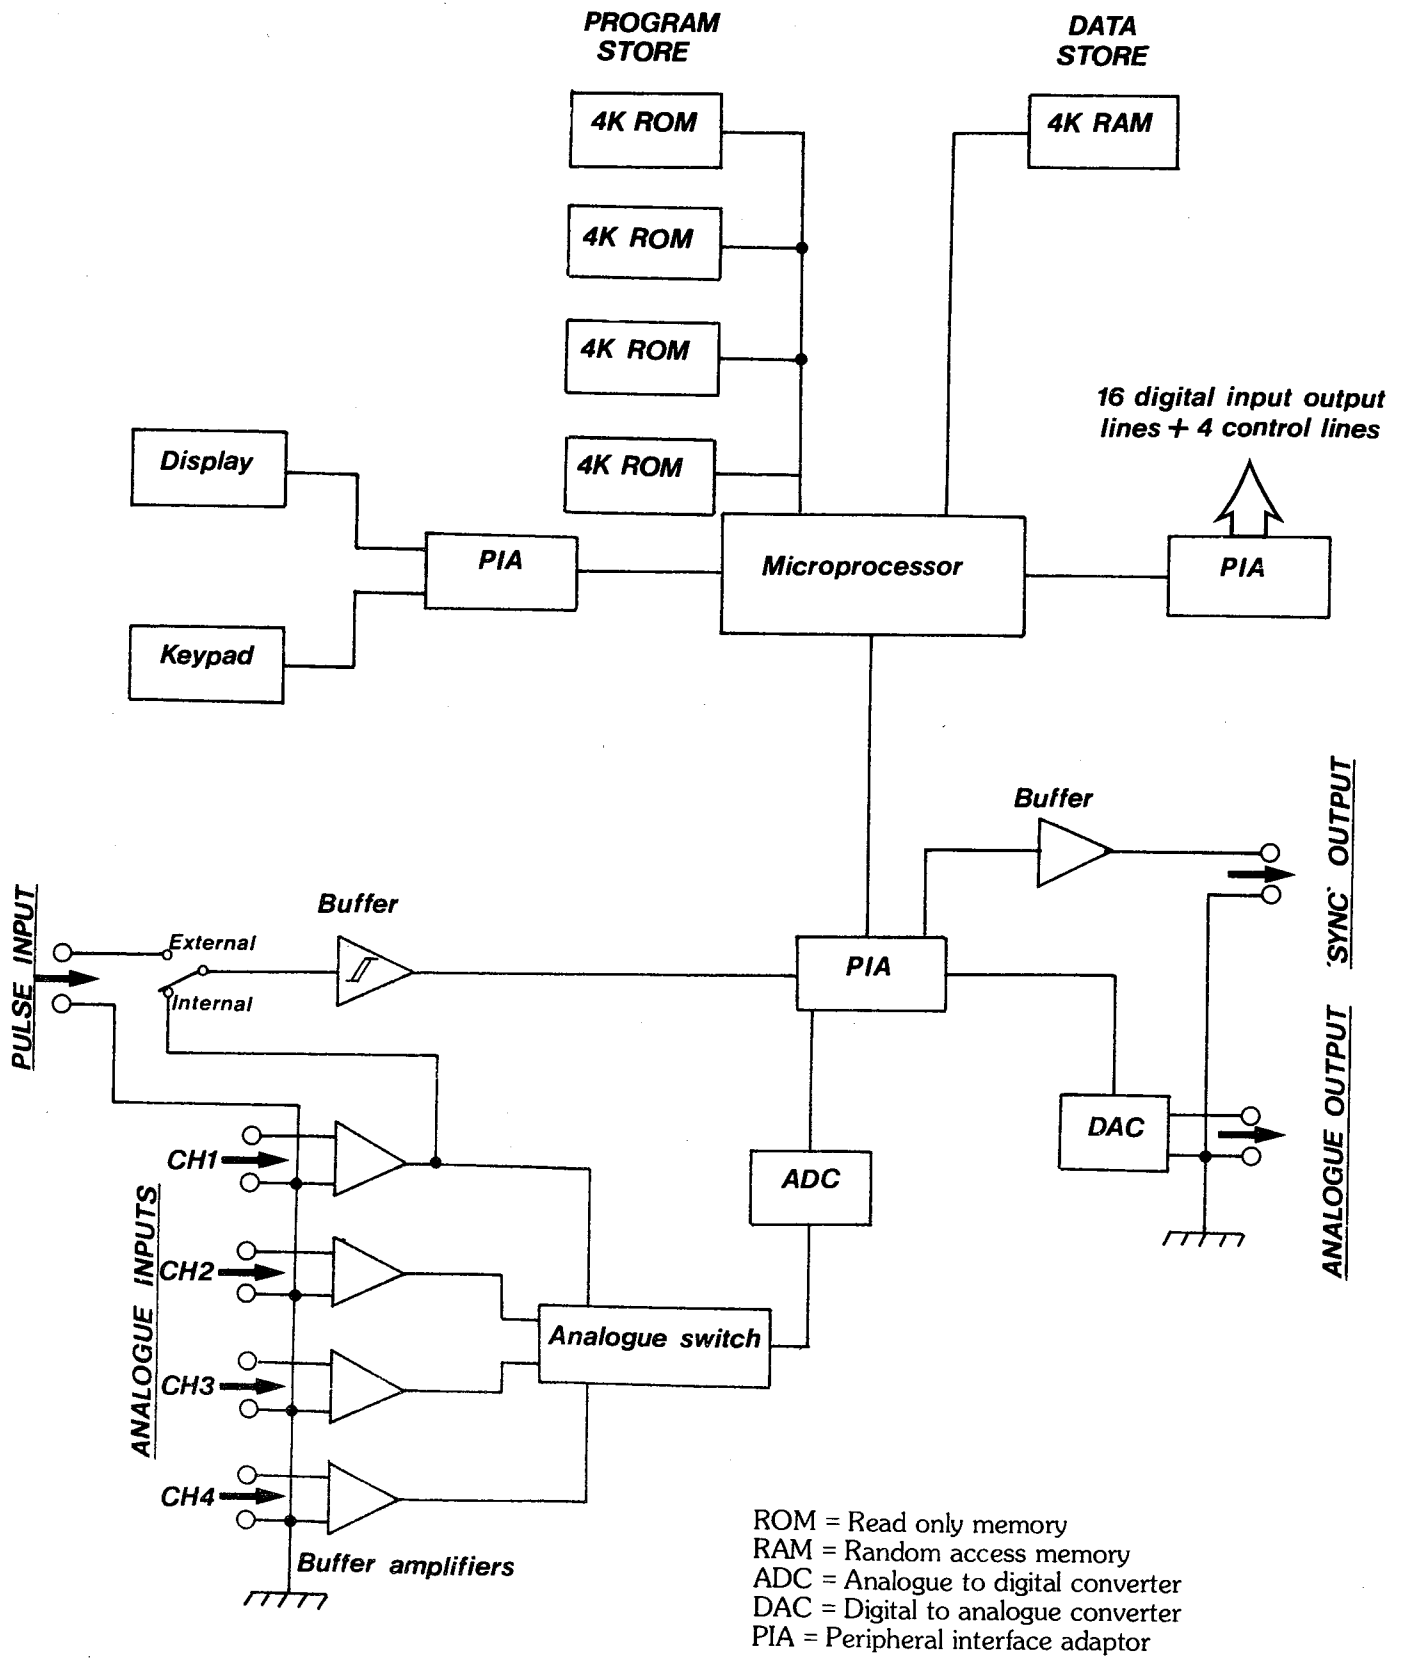 PROGRAM
STORE
DATA
STORE
4K ROM
4K RAM
4K ROM
4K ROM
16 digital input output
lines + 4 control lines
Display
4K ROM
PIA
Microprocessor
PIA
Keypad
Buffer
'SYNC' OUTPUT
PULSE INPUT
Buffer
External
Internal
PIA
ANALOGUE OUTPUT
DAC
CH1
ADC
ANALOGUE INPUTS
CH2
Analogue switch
CH3
CH4
Buffer amplifiers
ROM = Read only memory
RAM = Random access memory
ADC = Analogue to digital converter
DAC = Digital to analogue converter
PIA = Peripheral interface adaptor